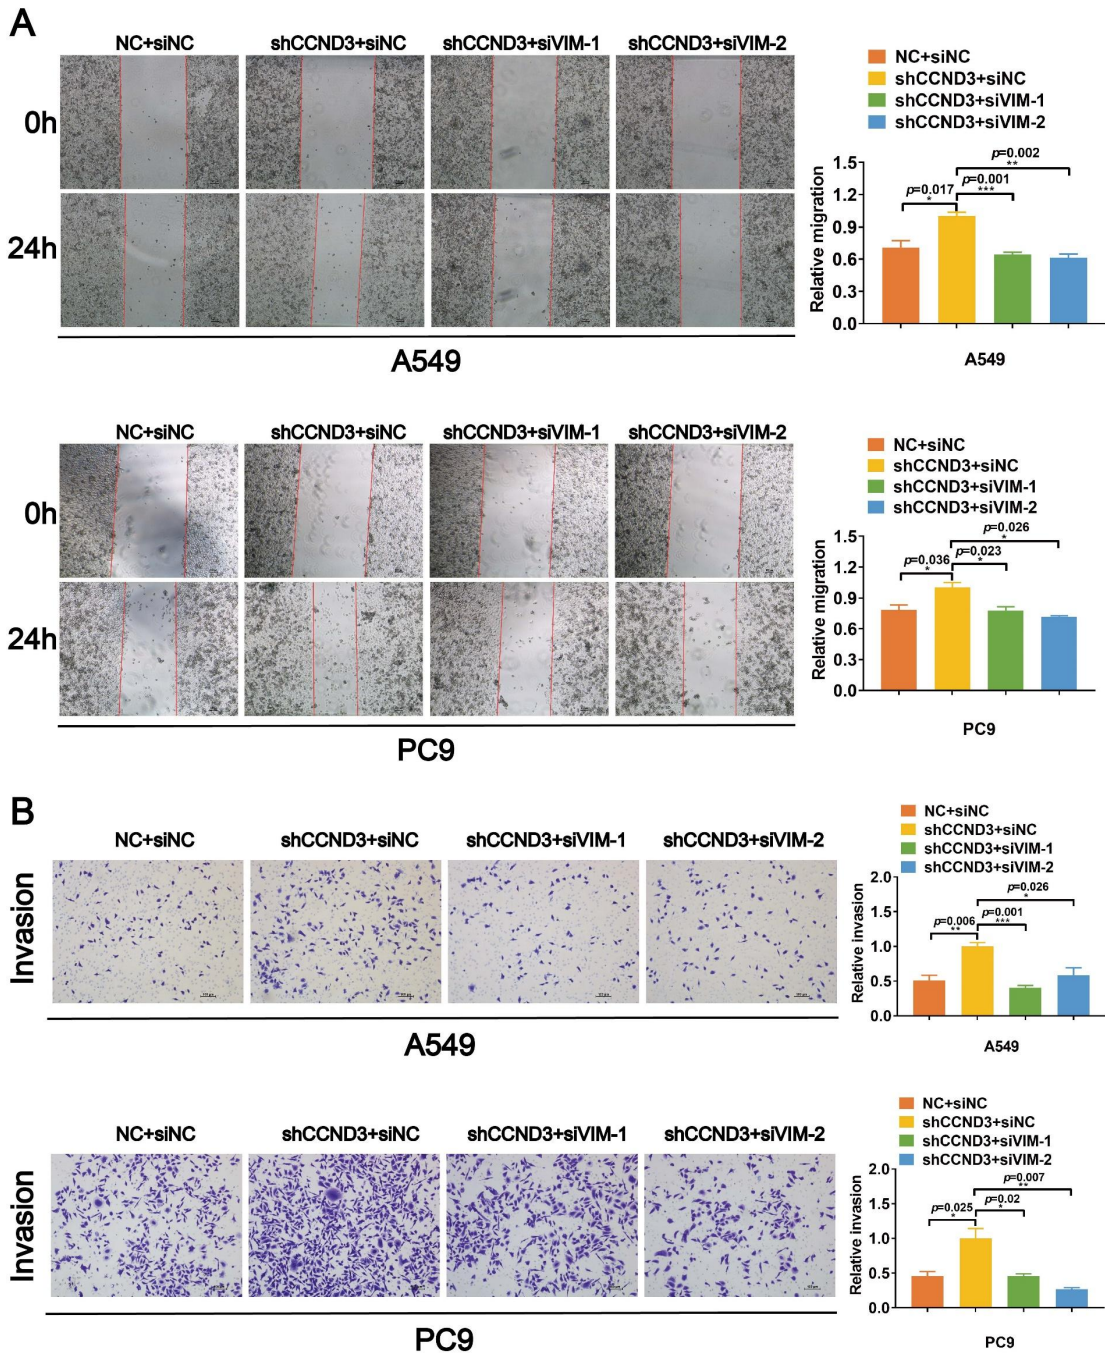 A
NC+siNC shCCND3+siNC shCCND3+siVIM-1 shCCND3+siVIM-2
0h
24h
A549
NC+siNC
shCCND3+siNC
shCCND3+siVIM-1
shCCND3+siVIM-2
Relative migration
1.5
1.2
0.9
0.6
0.3
0.0
p=0.017
*
p=0.001
***
p=0.002
**
A549
NC+siNC shCCND3+siNC shCCND3+siVIM-1 shCCND3+siVIM-2
0h
24h
PC9
NC+siNC
shCCND3+siNC
shCCND3+siVIM-1
shCCND3+siVIM-2
Relative migration
1.5
1.2
0.9
0.6
0.3
0.0
p=0.036
*
p=0.023
*
p=0.026
*
PC9
B
NC+siNC shCCND3+siNC shCCND3+siVIM-1 shCCND3+siVIM-2
Invasion
A549
NC+siNC
shCCND3+siNC
shCCND3+siVIM-1
shCCND3+siVIM-2
Relative invasion
2.0
1.5
1.0
0.5
0.0
p=0.006
**
p=0.001
***
p=0.026
*
A549
NC+siNC shCCND3+siNC shCCND3+siVIM-1 shCCND3+siVIM-2
Invasion
PC9
NC+siNC
shCCND3+siNC
shCCND3+siVIM-1
shCCND3+siVIM-2
Relative invasion
2.0
1.5
1.0
0.5
0.0
p=0.025
*
p=0.02
*
p=0.007
**
PC9